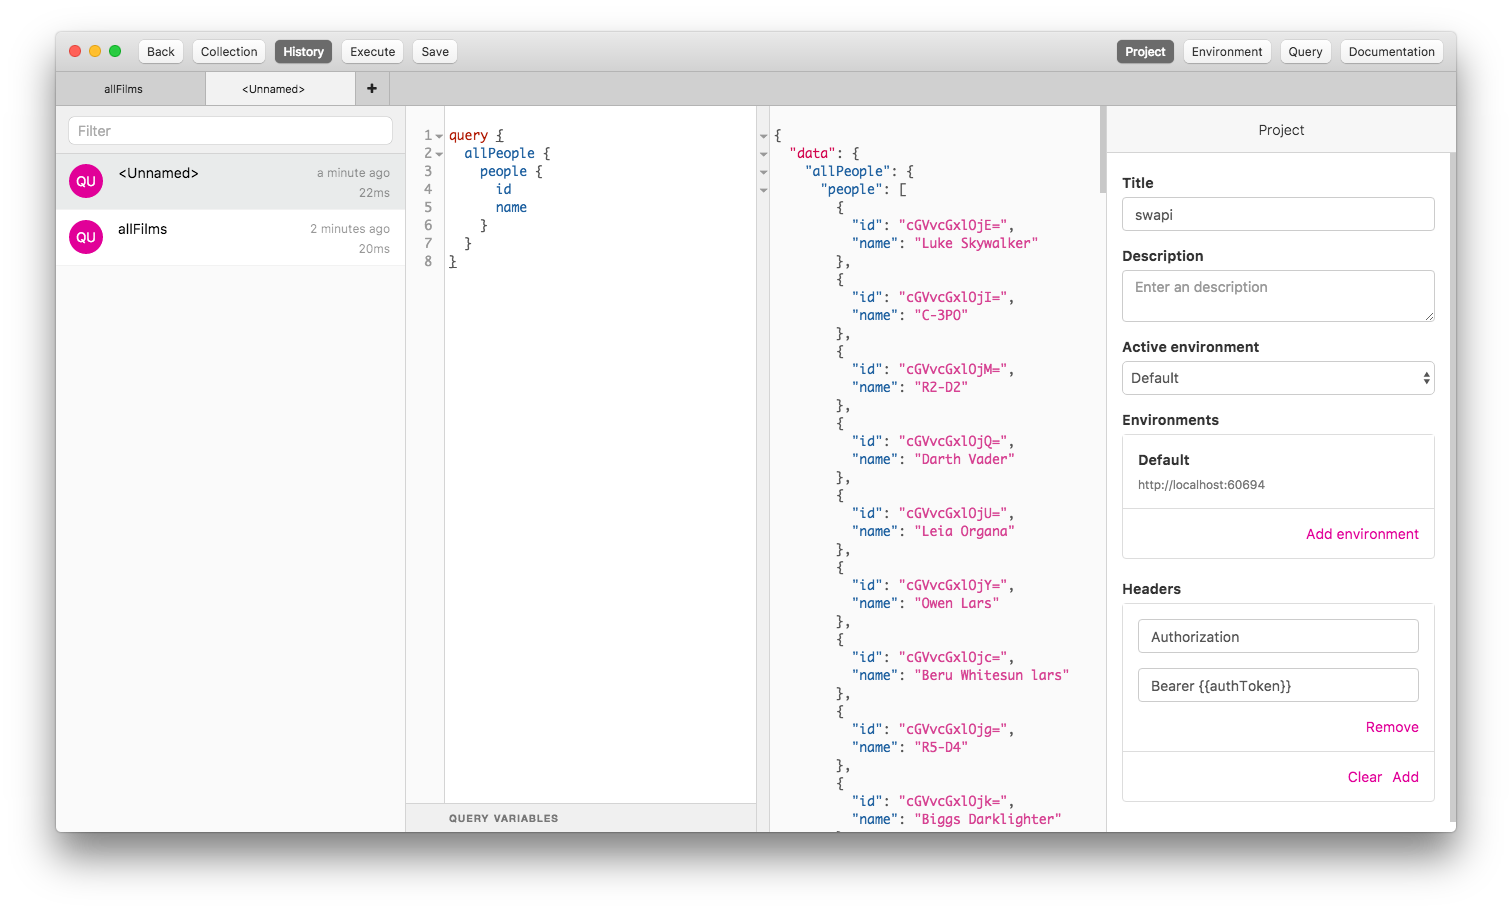 Back Collection History Execute Save Project Environment Query Documentation
allFilms <Unnamed> +
Filter
QU <Unnamed> a minute ago
22ms
QU allFilms 2 minutes ago
20ms
1 query {
2 allPeople {
3 people {
4 id
5 name
6 }
7 }
8 }
QUERY VARIABLES
{
"data": {
"allPeople": {
"people": [
{
"id": "cGVvcGxlOjE=",
"name": "Luke Skywalker"
},
{
"id": "cGVvcGxlOjI=",
"name": "C-3PO"
},
{
"id": "cGVvcGxlOjM=",
"name": "R2-D2"
},
{
"id": "cGVvcGxlOjQ=",
"name": "Darth Vader"
},
{
"id": "cGVvcGxlOjU=",
"name": "Leia Organa"
},
{
"id": "cGVvcGxlOjY=",
"name": "Owen Lars"
},
{
"id": "cGVvcGxlOjc=",
"name": "Beru Whitesun lars"
},
{
"id": "cGVvcGxlOjg=",
"name": "R5-D4"
},
{
"id": "cGVvcGxlOjk=",
"name": "Biggs Darklighter"
Project
Title
swapi
Description
Enter an description
Active environment
Default
Environments
Default
http://localhost:60694
Add environment
Headers
Authorization
Bearer {{authToken}}
Remove
Clear Add